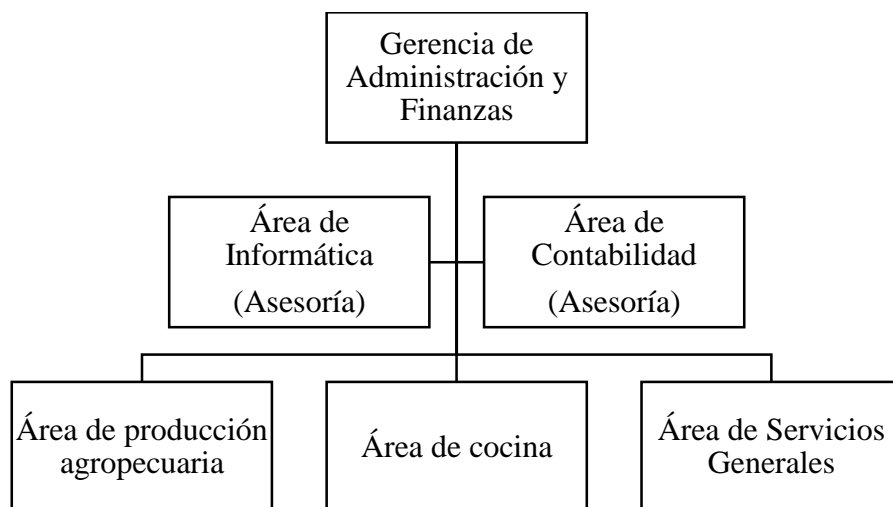 Gerencia de
Administración y
Finanzas
Área de
Informática
(Asesoría)
Área de
Contabilidad
(Asesoría)
Área de producción
agropecuaria
Área de cocina
Área de Servicios
Generales